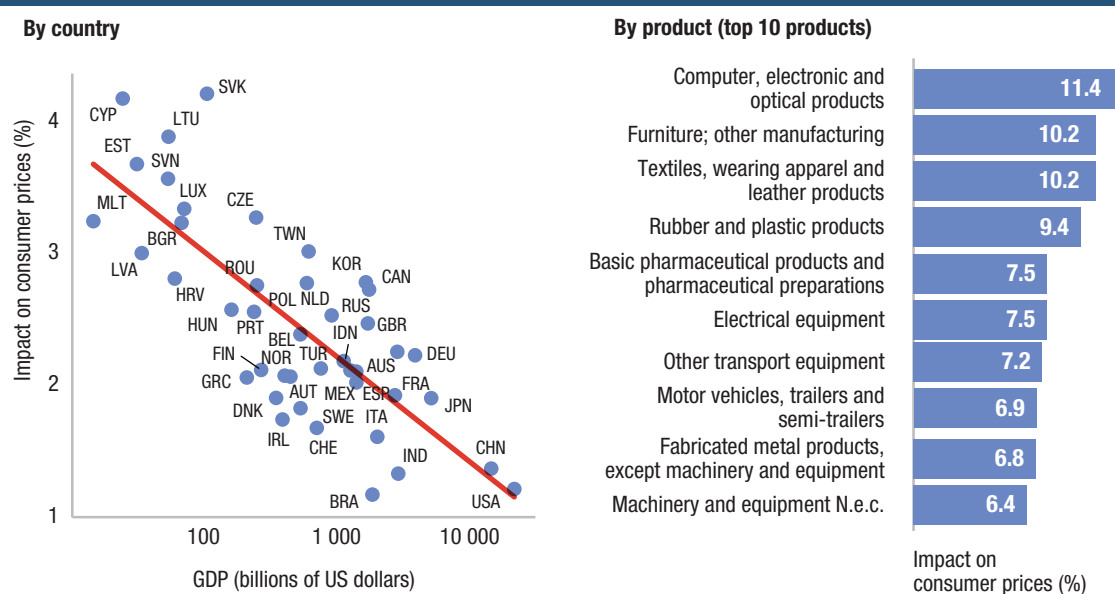 By country
Impact on consumer prices (%)
4
3
2
1
CYP
SVK
LTU
EST
SVN
LUX
MLT
CZE
BGR
TWN
LVA
KOR
CAN
ROU
HRV
POL
NLD
RUS
HUN
PRT
GBR
IDN
BEL
FIN
NOR
TUR
DEU
AUS
GRC
AUT
MEX
ESP
FRA
DNK
SWE
ITA
JPN
IRL
CHE
IND
CHN
BRA
USA
100
1 000
10 000
GDP (billions of US dollars)
By product (top 10 products)
Computer, electronic and
optical products
11.4
Furniture; other manufacturing
10.2
Textiles, wearing apparel and
leather products
10.2
Rubber and plastic products
9.4
Basic pharmaceutical products and
pharmaceutical preparations
7.5
Electrical equipment
7.5
Other transport equipment
7.2
Motor vehicles, trailers and
semi-trailers
6.9
Fabricated metal products,
except machinery and equipment
6.8
Machinery and equipment N.e.c.
6.4
Impact on
consumer prices (%)